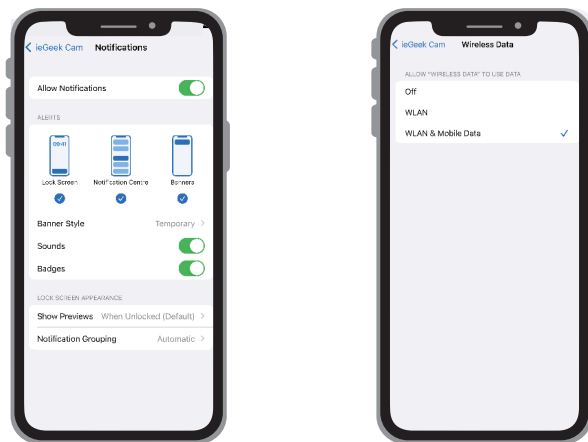 ieGeek Cam Notifications
Allow Notifications
ALERTS
09:41
Lock Screen Notification Centre Banners
Banner Style Temporary
Sounds
Badges
LOCK SCREEN APPEARANCE
Show Previews When Unlocked (Default)
Notification Grouping Automatic
ieGeek Cam Wireless Data
ALLOW "WIRELESS DATA" TO USE DATA
Off
WLAN
WLAN & Mobile Data